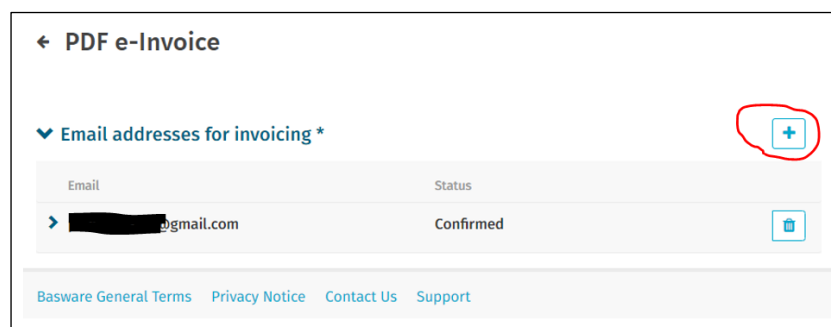 PDF e-Invoice
Email addresses for invoicing *
Email Status
@gmail.com Confirmed
Basware General Terms Privacy Notice Contact Us Support